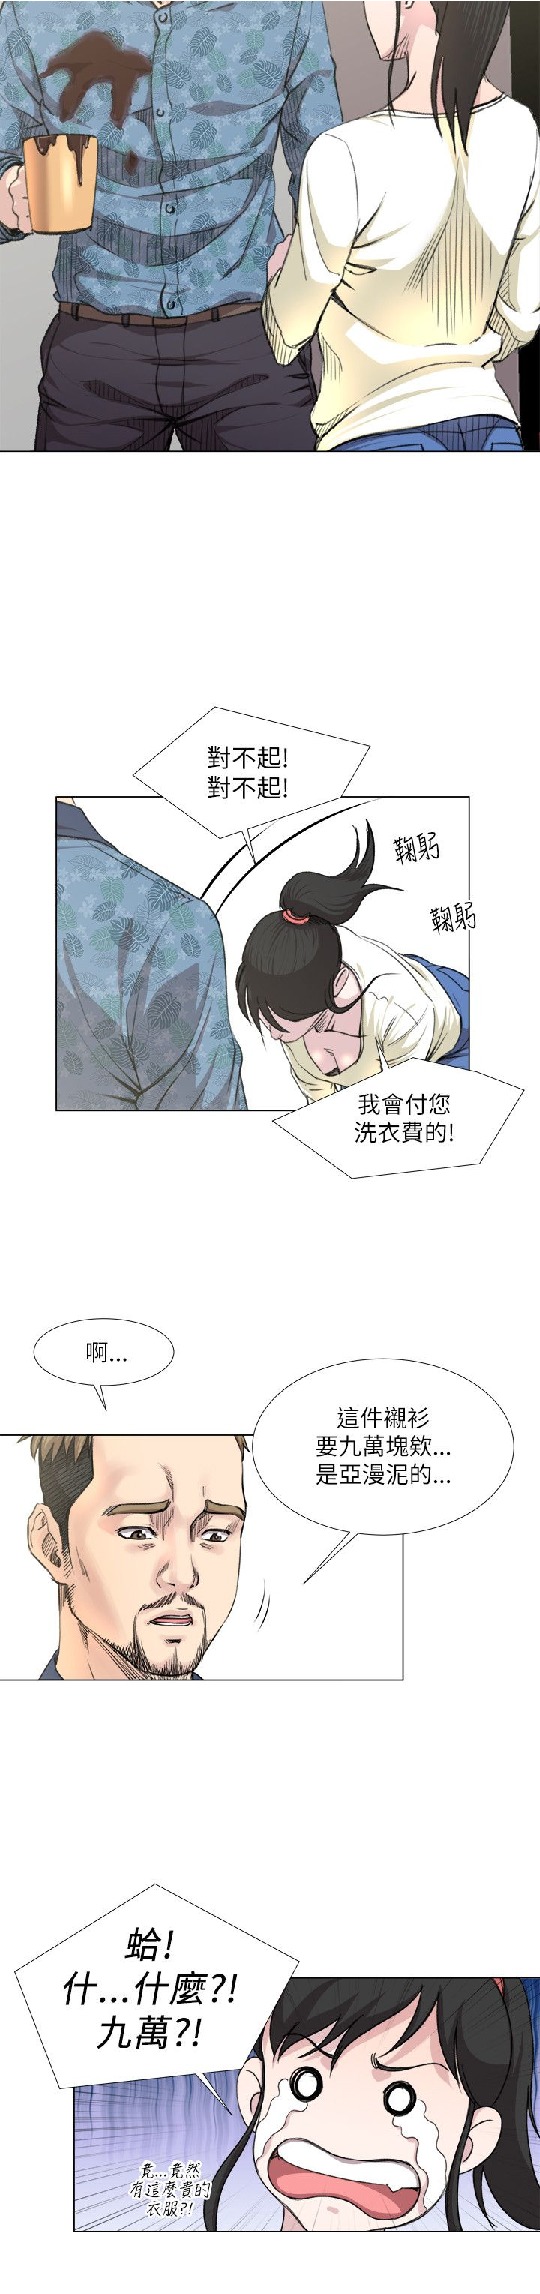 對不起!
對不起!
鞠躬
鞠躬
我會付您
洗衣費的!
啊...
這件襯衫
要九萬塊欸...
是亞漫泥的...
蛤!
什...什麼?!
九萬?!
竟...竟然
有這麼貴的
衣服?!